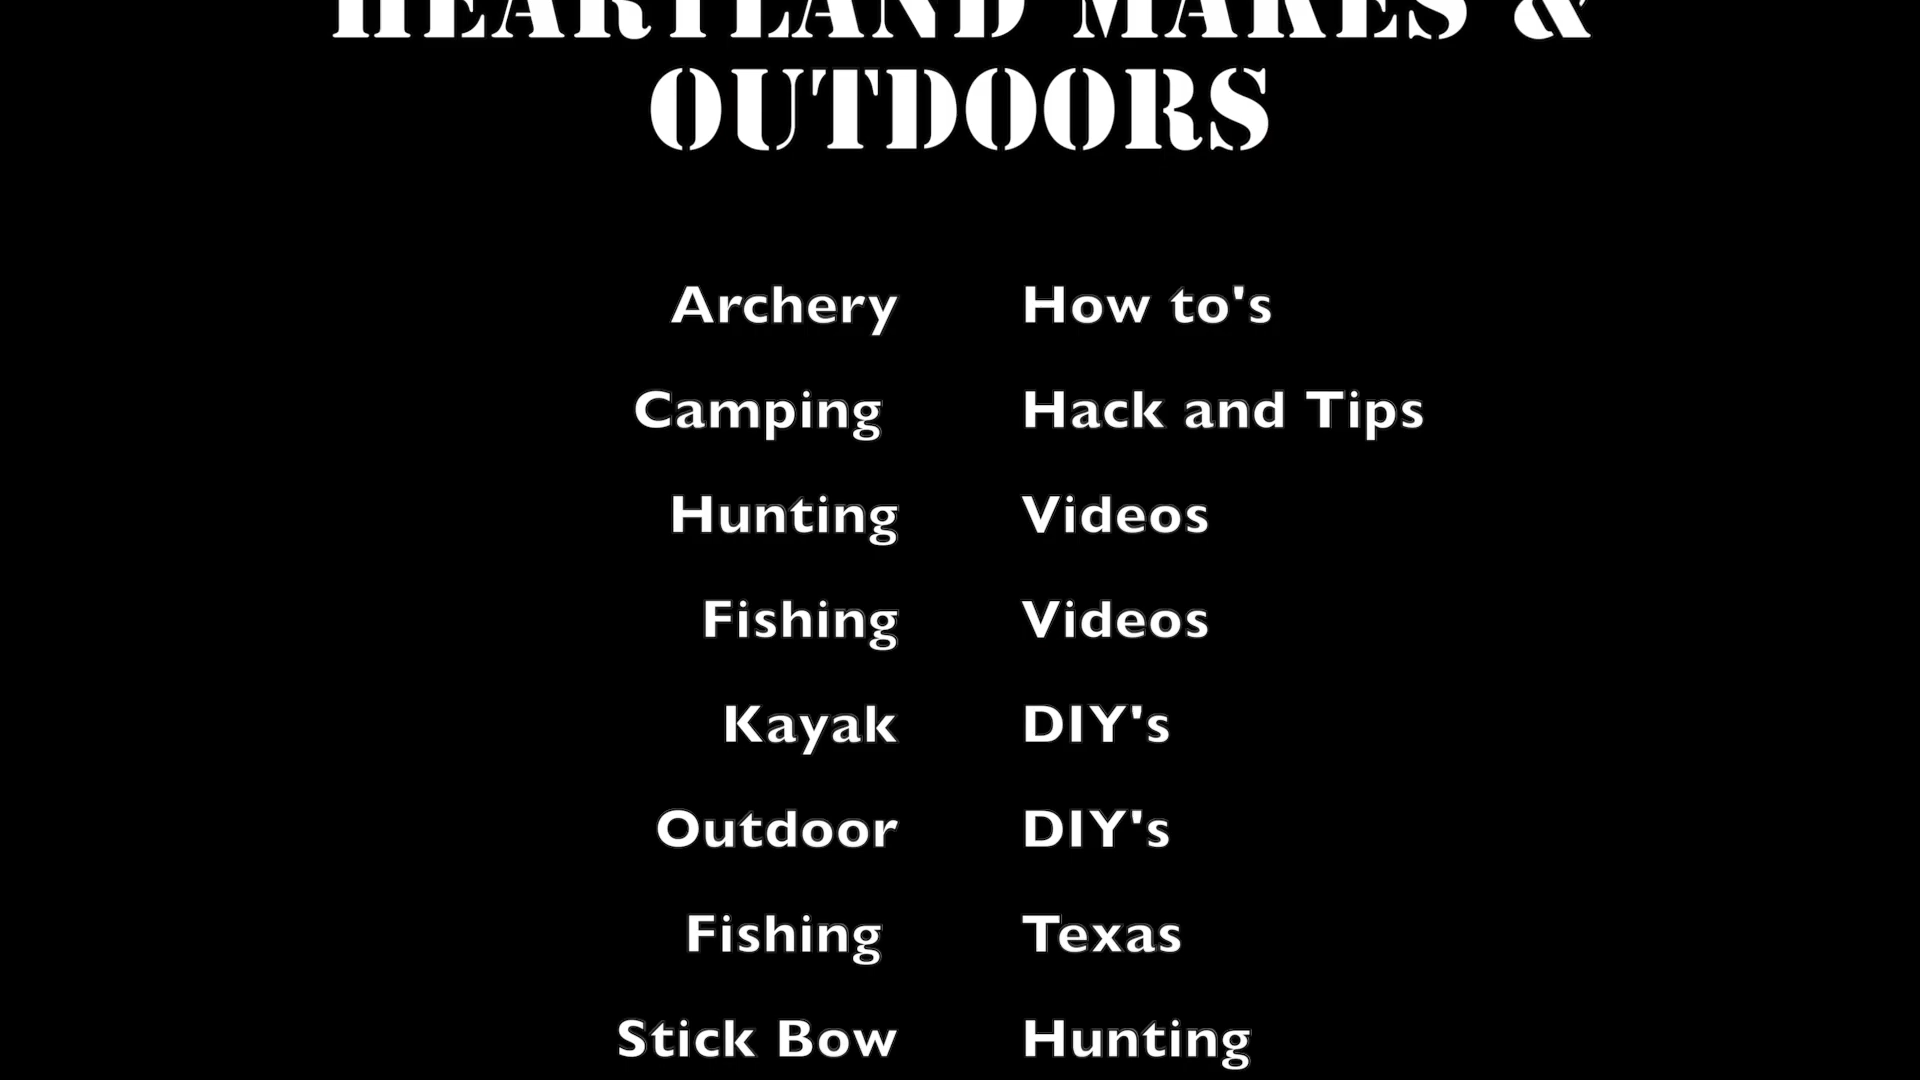 HEARTLAND MAKES &
OUTDOORS
Archery How to's
Camping Hack and Tips
Hunting Videos
Fishing Videos
Kayak DIY's
Outdoor DIY's
Fishing Texas
Stick Bow Hunting